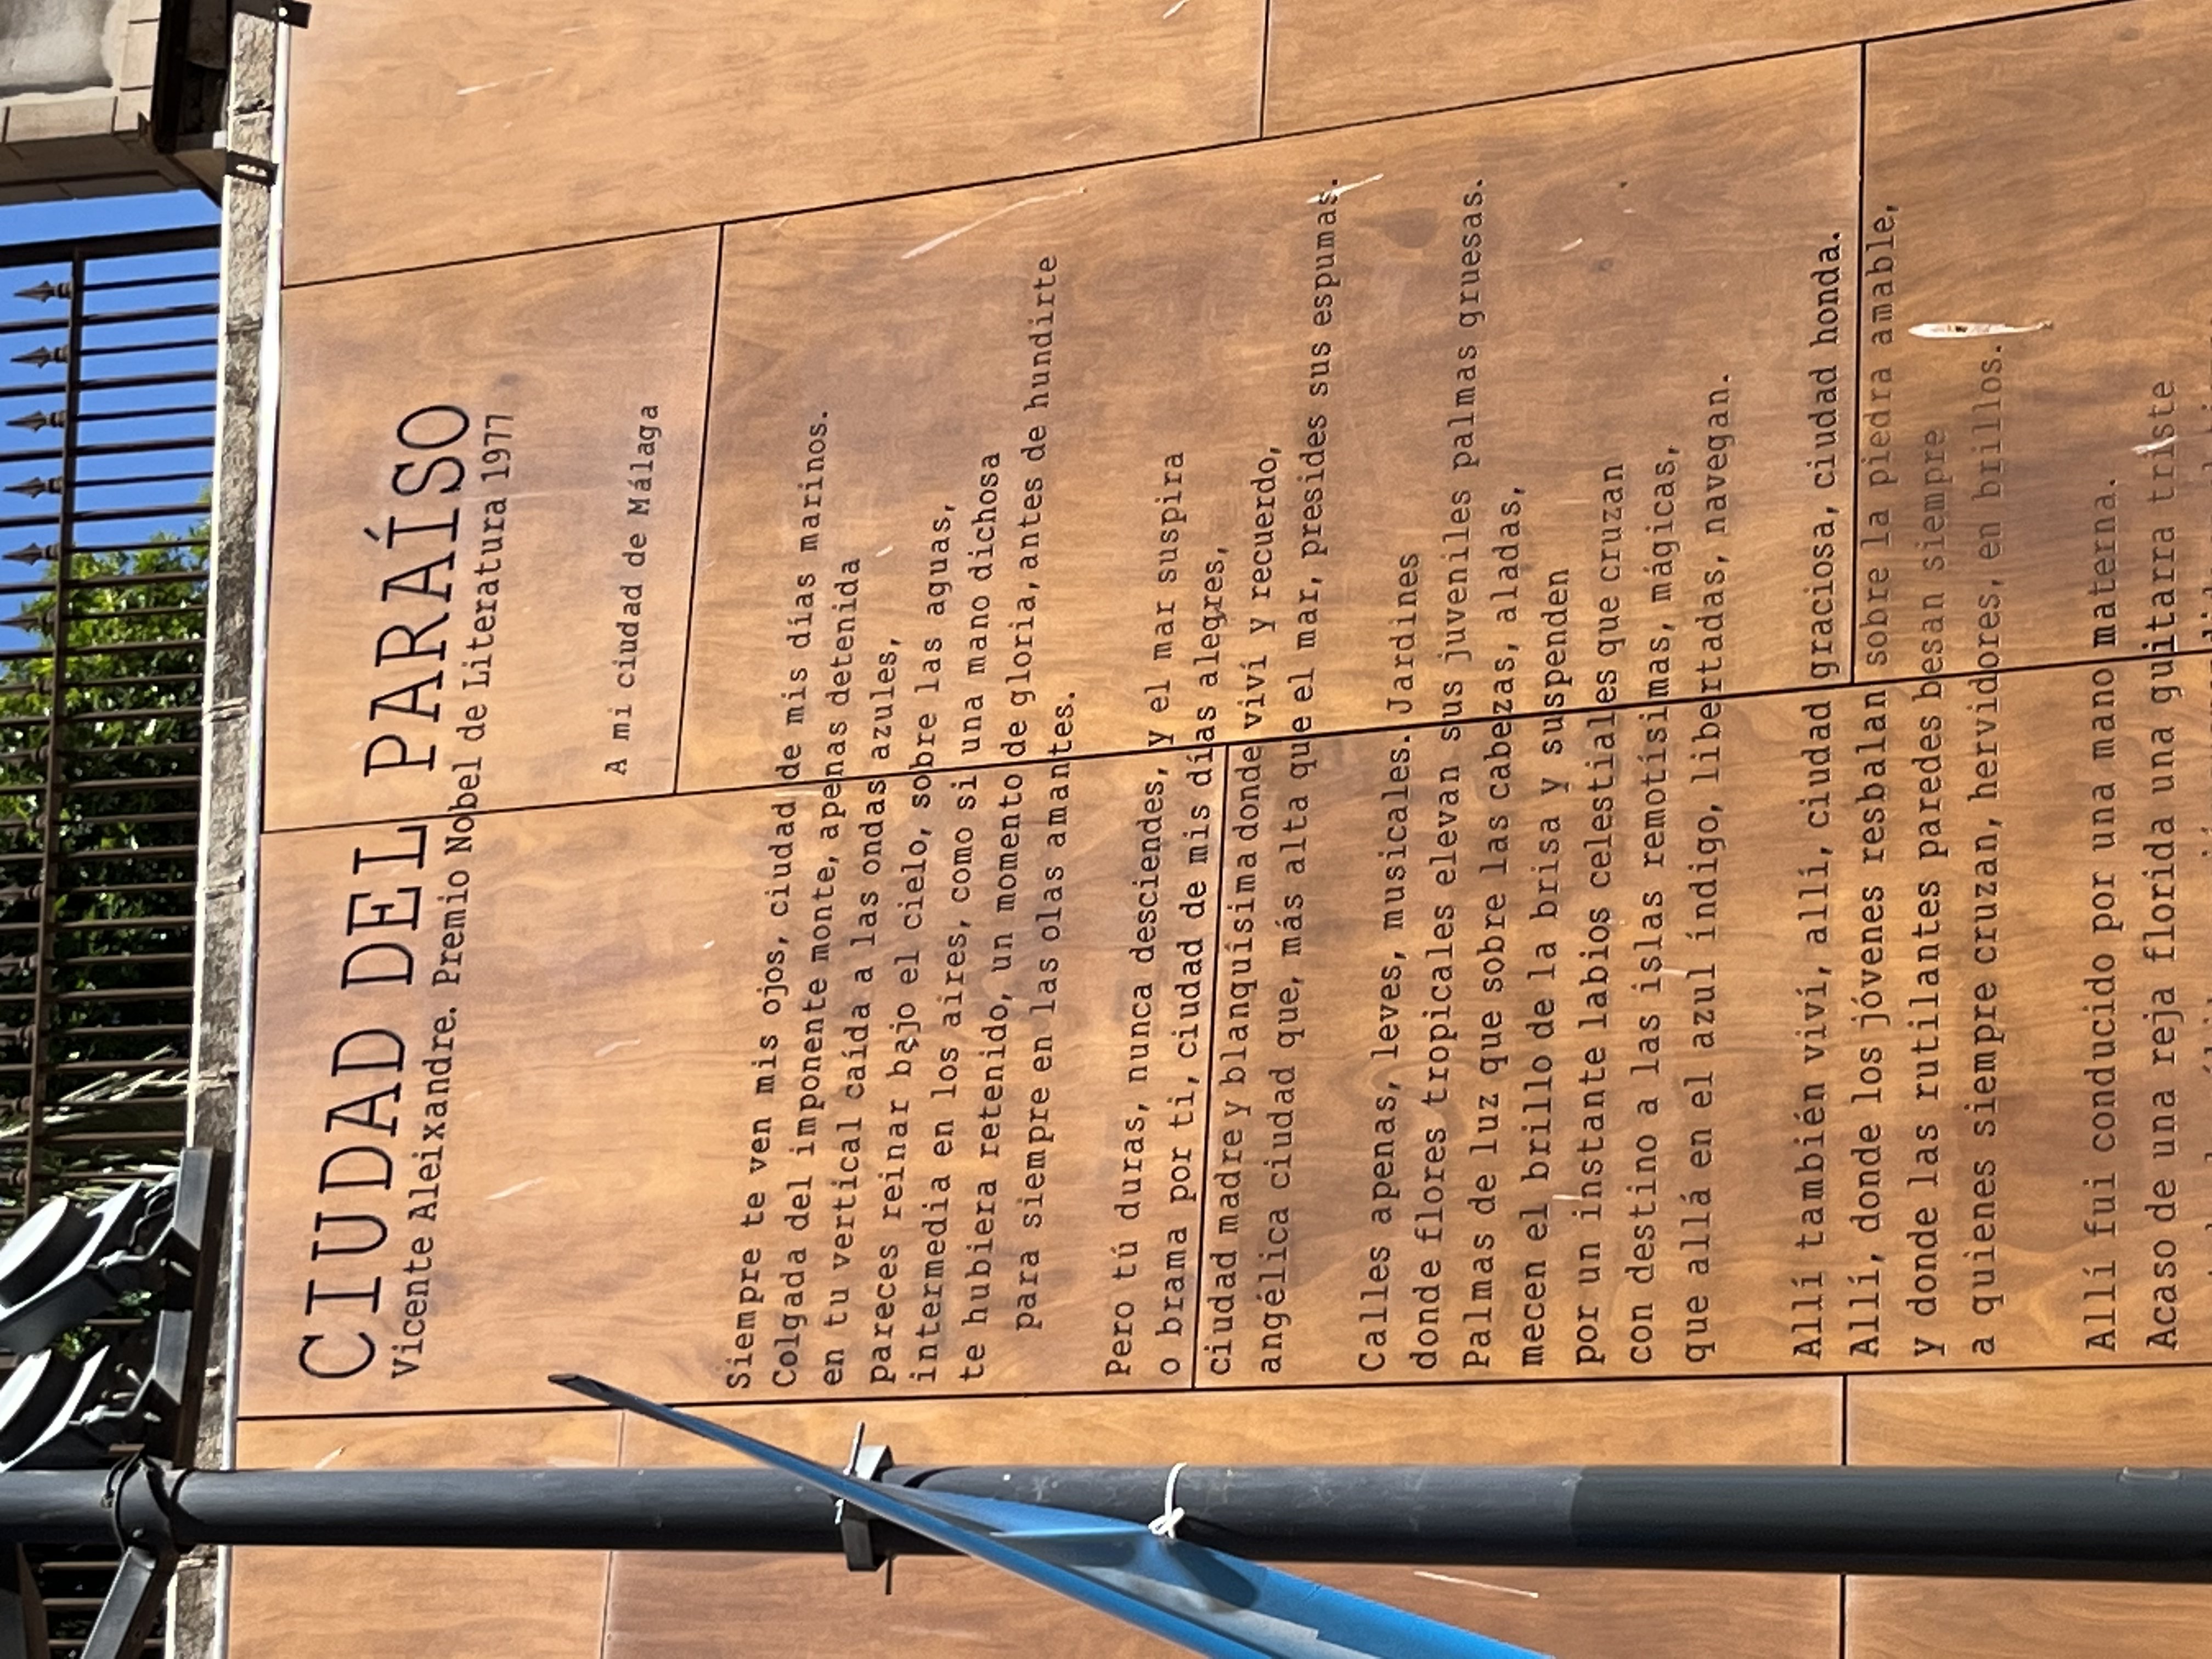 CIUDAD DEL PARAÍSO
Vicente Aleixandre. Premio Nobel de Literatura 1977
A mi ciudad de Málaga
Siempre te ven mis ojos, ciudad de mis días marinos.
Colgada del imponente monte, apenas detenida
en tu vertical caída a las ondas azules,
pareces reinar bajo el cielo, sobre las aguas,
intermedia en los aires, como si una mano dichosa
te hubiera retenido, un momento de gloria, antes de hundirte
para siempre en las olas amantes.
Pero tú duras, nunca desciendes, y el mar suspira
o brama por ti, ciudad de mis días alegres,
ciudad madre y blanquísima donde viví y recuerdo,
angélica ciudad que, más alta que el mar, presides sus espumas.
Calles apenas, leves, musicales. Jardines
donde flores tropicales elevan sus juveniles palmas gruesas.
Palmas de luz que sobre las cabezas, aladas,
mecen el brillo de la brisa y suspenden
por un instante labios celestiales que cruzan
con destino a las islas remotísimas, mágicas,
que allá en el azul índigo, libertadas, navegan.
Allí también viví, allí, ciudad graciosa, ciudad honda.
Allí, donde los jóvenes resbalan sobre la piedra amable,
y donde las rutilantes paredes besan siempre
a quienes siempre cruzan, hervidores, en brillos.
Allí fui conducido por una mano materna.
Acaso de una reja florida una guitarra triste